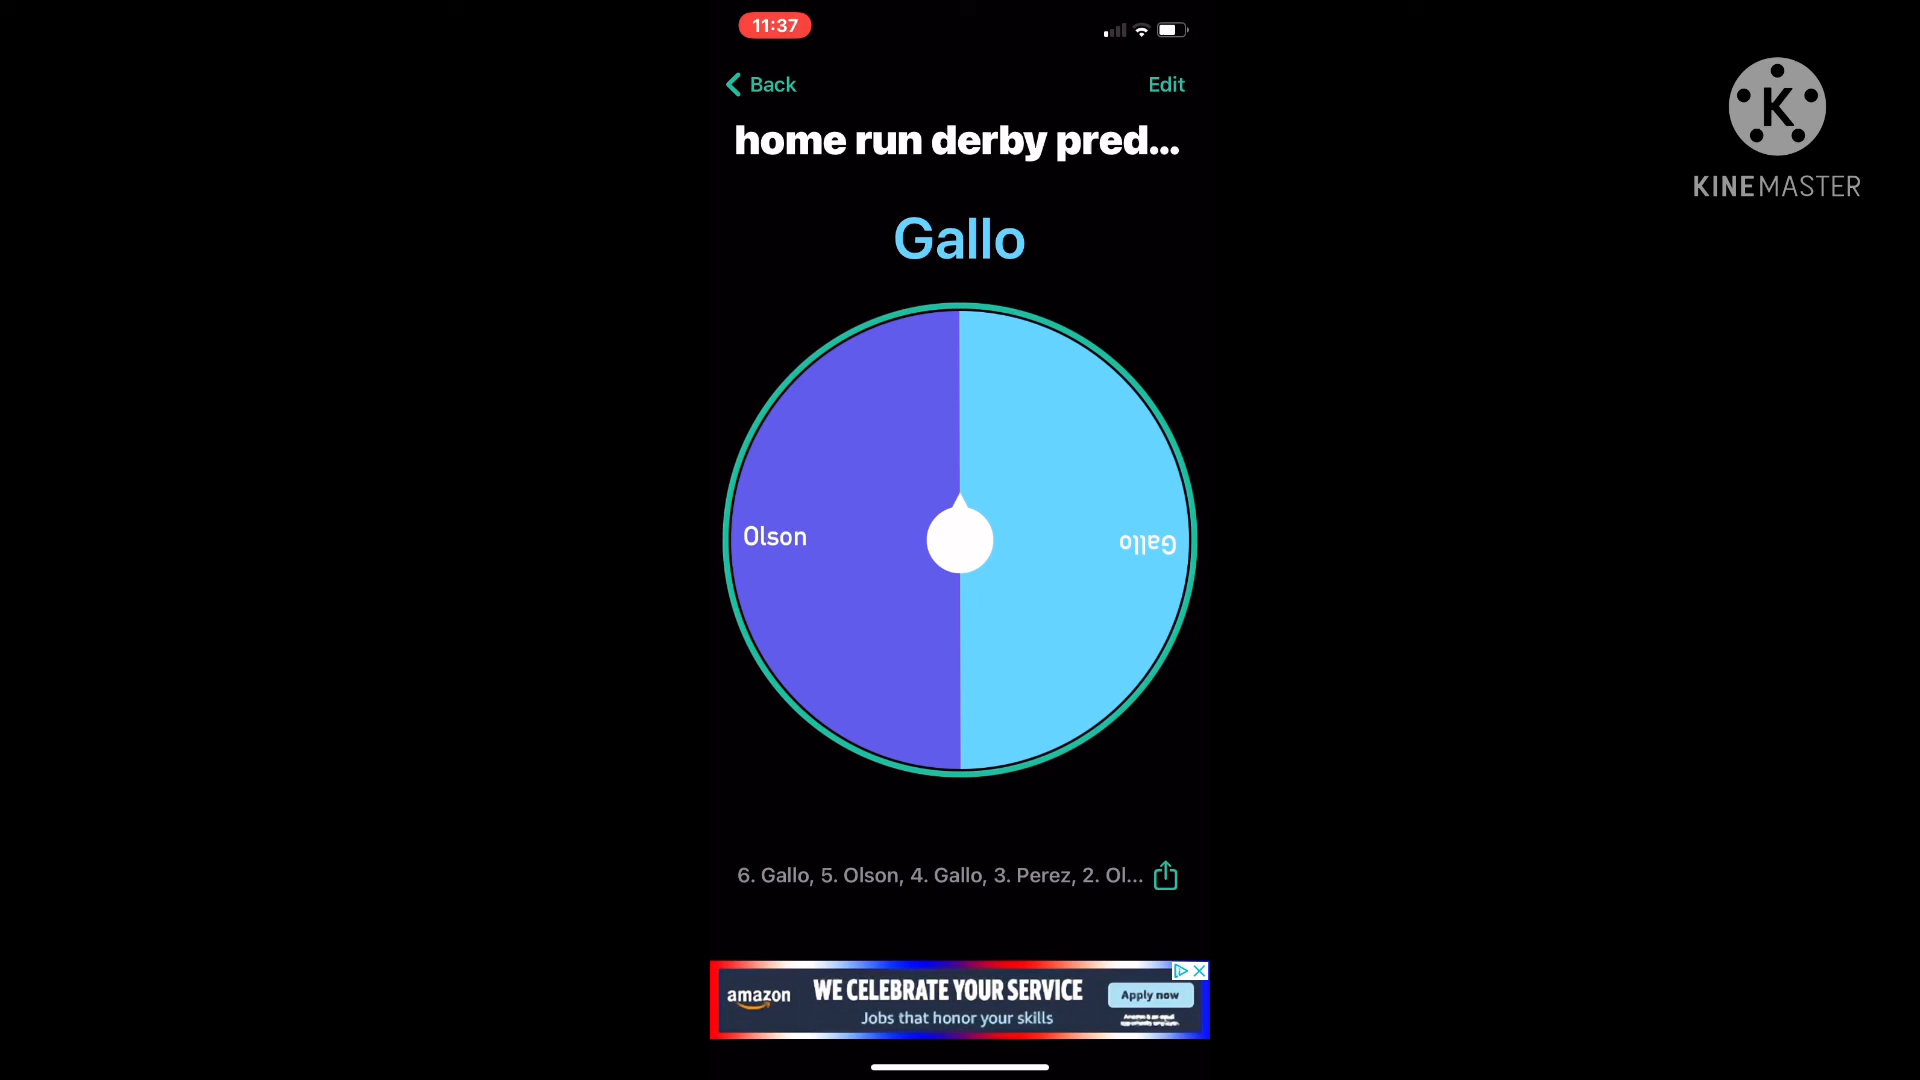 11:37
Back
Edit
home run derby pred...
K
KINEMASTER
Gallo
Olson
Gallo
6. Gallo, 5. Olson, 4. Gallo, 3. Perez, 2. Ol...
amazon
WE CELEBRATE YOUR SERVICE
Jobs that honor your skills
Apply now